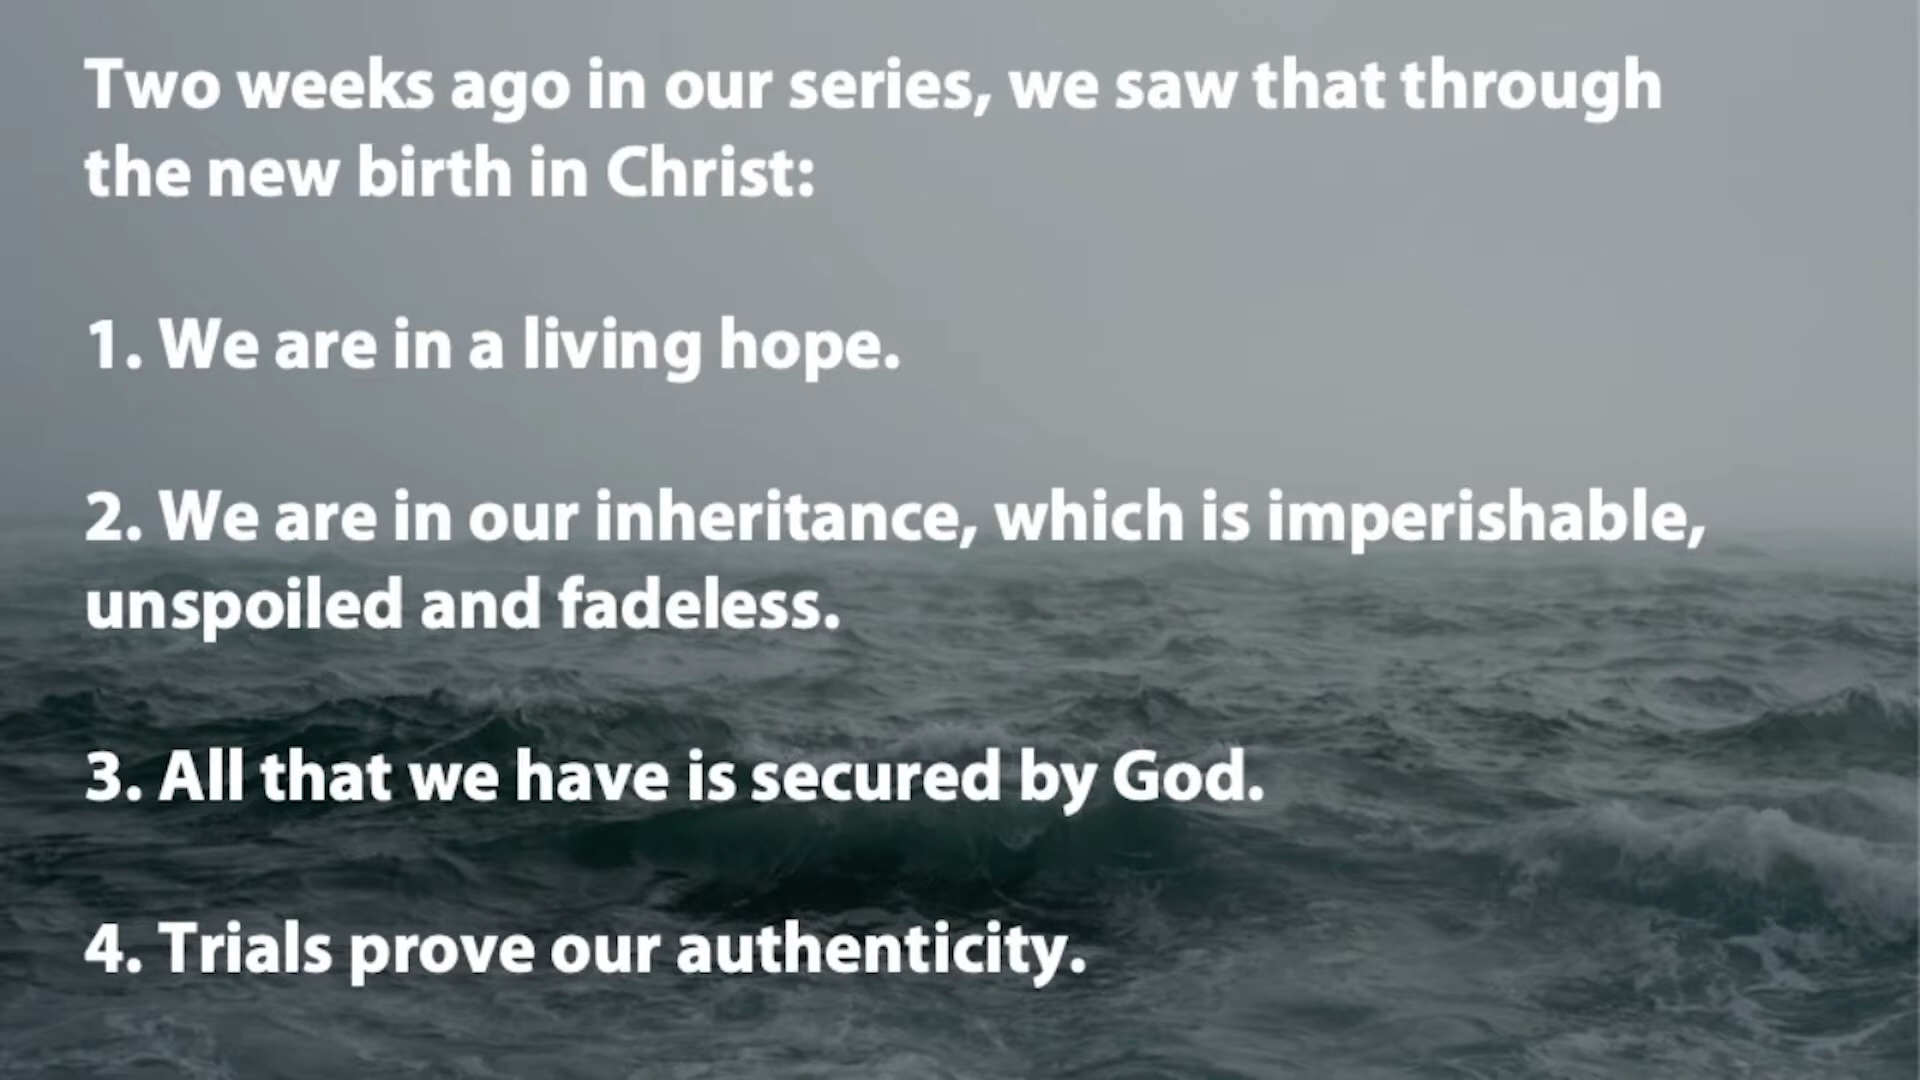 Two weeks ago in our series, we saw that through
the new birth in Christ:
1. We are in a living hope.
2. We are in our inheritance, which is imperishable,
unspoiled and fadeless.
3. All that we have is secured by God.
4. Trials prove our authenticity.